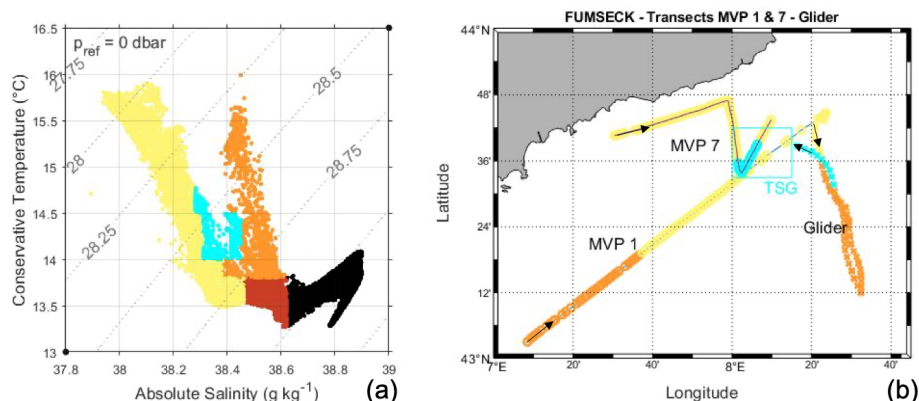 p_ref = 0 dbar
27.75
28
28.25
28.5
28.75
16.5
16
15.5
15
14.5
14
13.5
13
37.8
38
38.2
38.4
38.6
38.8
39
Conservative Temperature (°C)
Absolute Salinity (g kg⁻¹)
(a)
FUMSECK - Transects MVP 1 & 7 - Glider
44°N
48'
36'
24'
12'
43°N
7°E
20'
40'
8°E
20'
40'
Latitude
Longitude
MVP 7
TSG
MVP 1
Glider
(b)